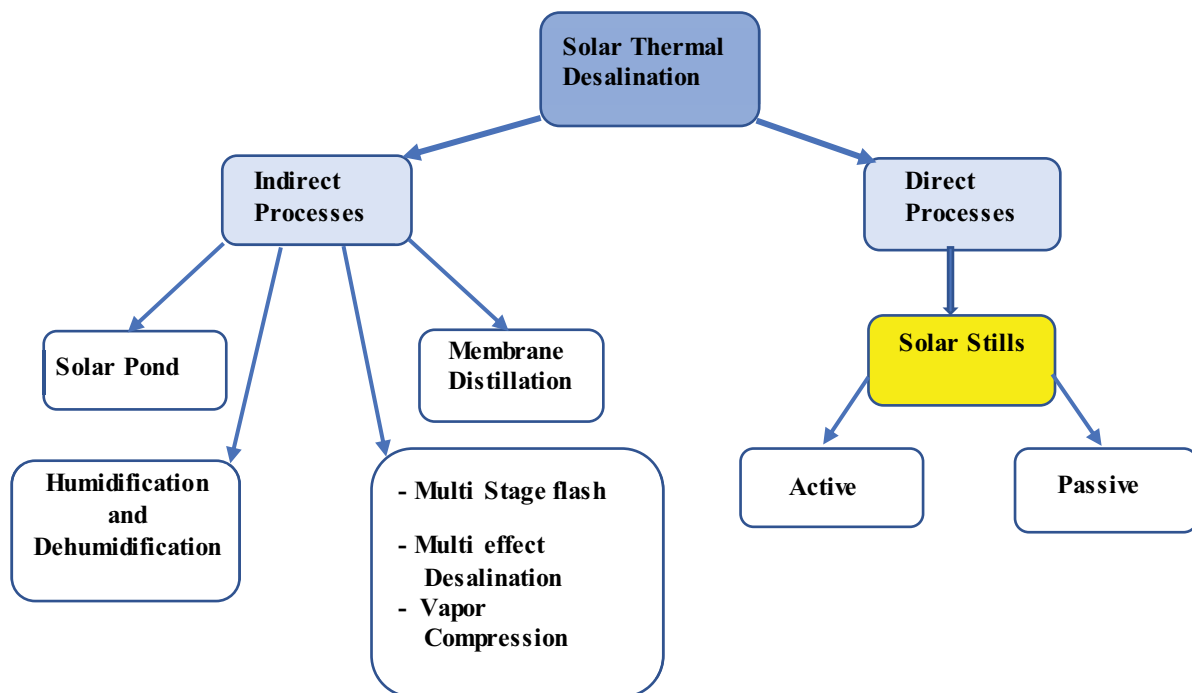 Solar Thermal
Desalination
Indirect
Processes
Direct
Processes
Solar Pond
Membrane
Distillation
Solar Stills
Humidification
and
Dehumidification
- Multi Stage flash
- Multi effect
Desalination
- Vapor
Compression
Active
Passive